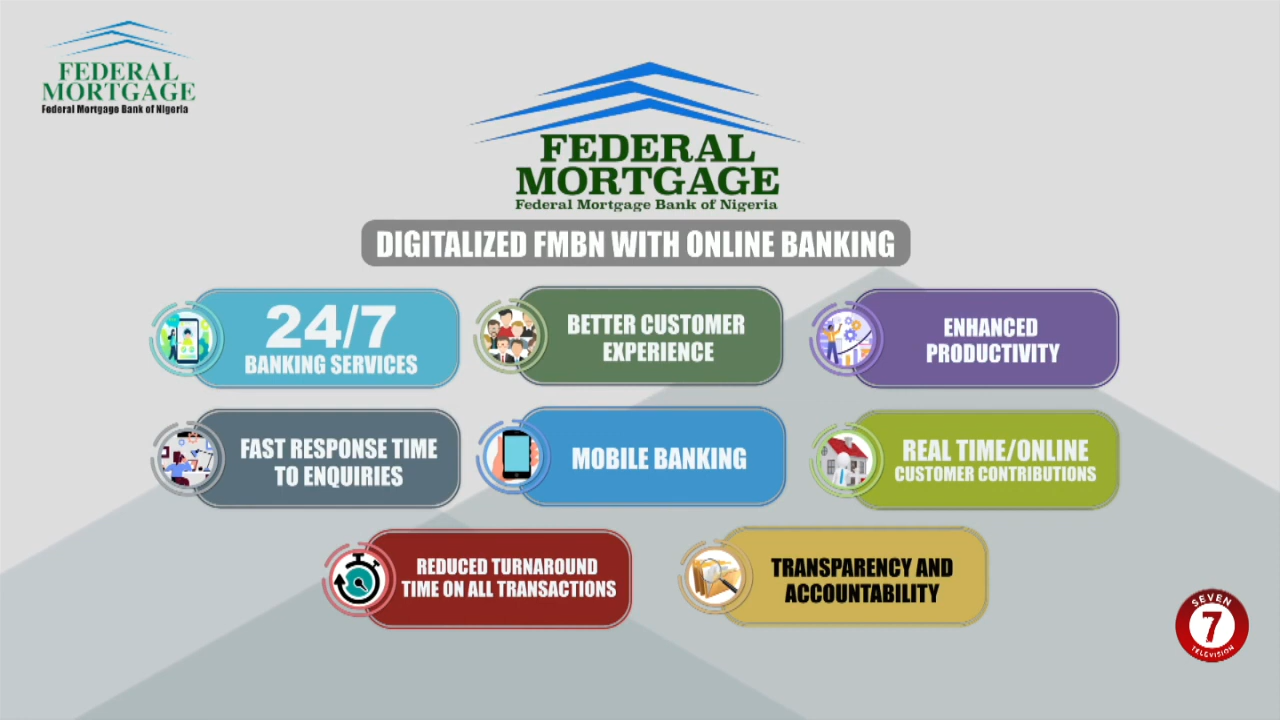 FEDERAL
MORTGAGE
Federal Mortgage Bank of Nigeria
FEDERAL
MORTGAGE
Federal Mortgage Bank of Nigeria
DIGITALIZED FMBN WITH ONLINE BANKING
24/7
BANKING SERVICES
BETTER CUSTOMER
EXPERIENCE
ENHANCED
PRODUCTIVITY
FAST RESPONSE TIME
TO ENQUIRIES
MOBILE BANKING
REAL TIME/ONLINE
CUSTOMER CONTRIBUTIONS
REDUCED TURNAROUND
TIME ON ALL TRANSACTIONS
TRANSPARENCY AND
ACCOUNTABILITY
SEVEN
7
TELEVISION